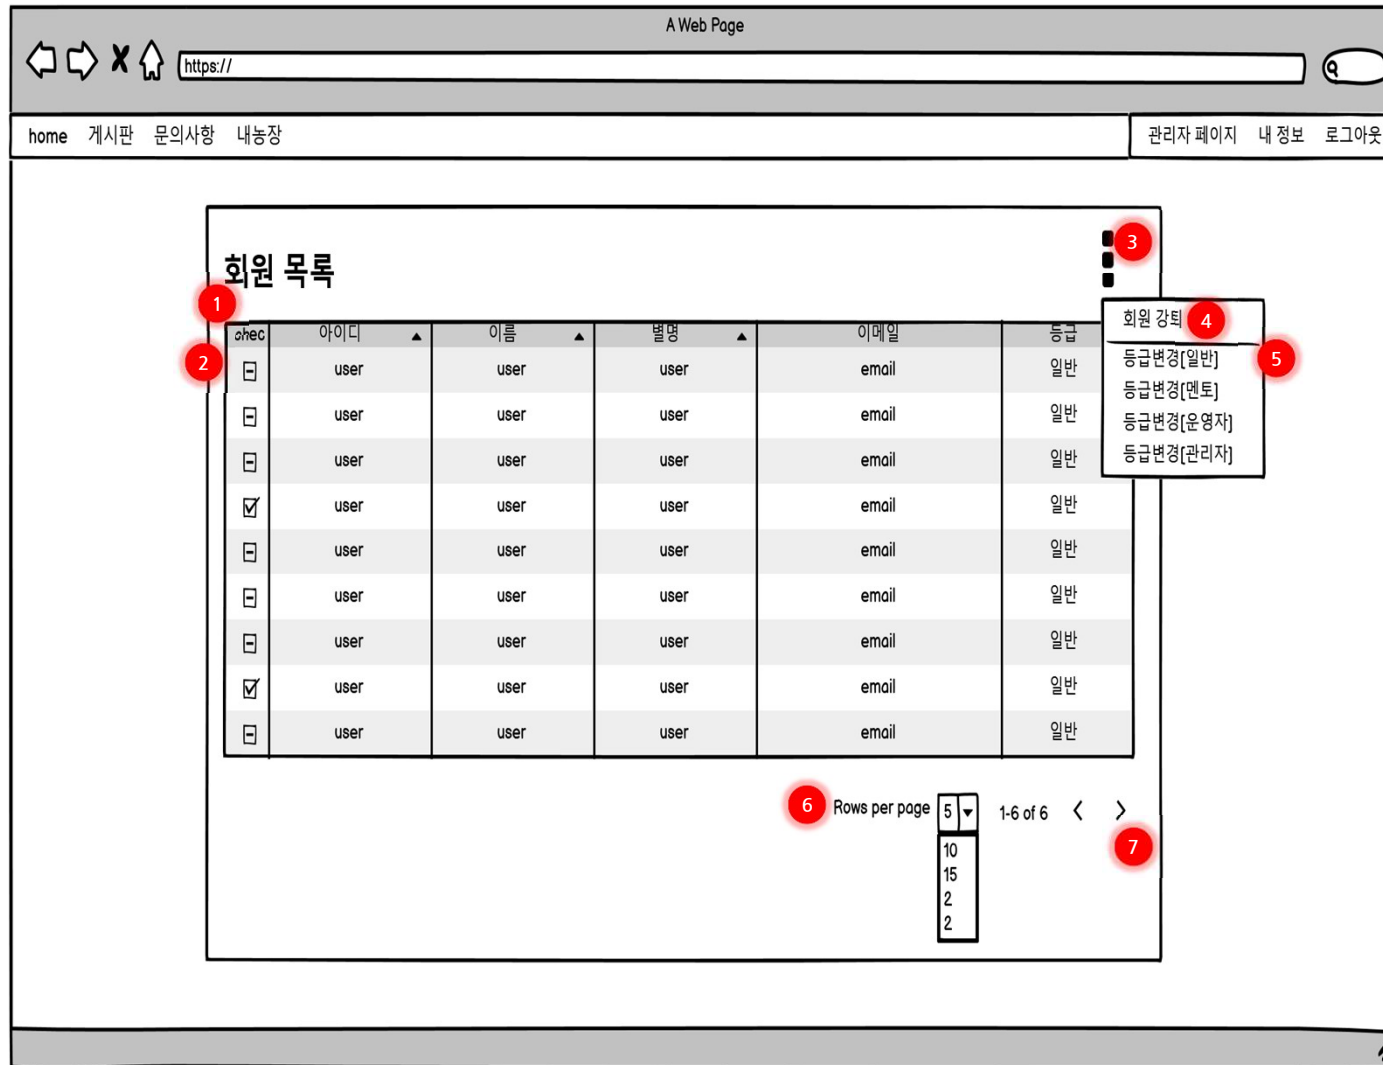 A Web Page
https://
home 게시판 문의사항 내농장 관리자 페이지 내 정보 로그아웃
3
회원 목록
1
회원 강퇴 4
chec 아이디 이름 별명 이메일 등급
2 5
등급변경[일반]
등급변경[멘토]
등급변경[운영자]
등급변경[관리자]
user user user email 일반
user user user email 일반
user user user email 일반
user user user email 일반
user user user email 일반
user user user email 일반
user user user email 일반
user user user email 일반
user user user email 일반
6 Rows per page 5 1-6 of 6
7
10
15
2
2